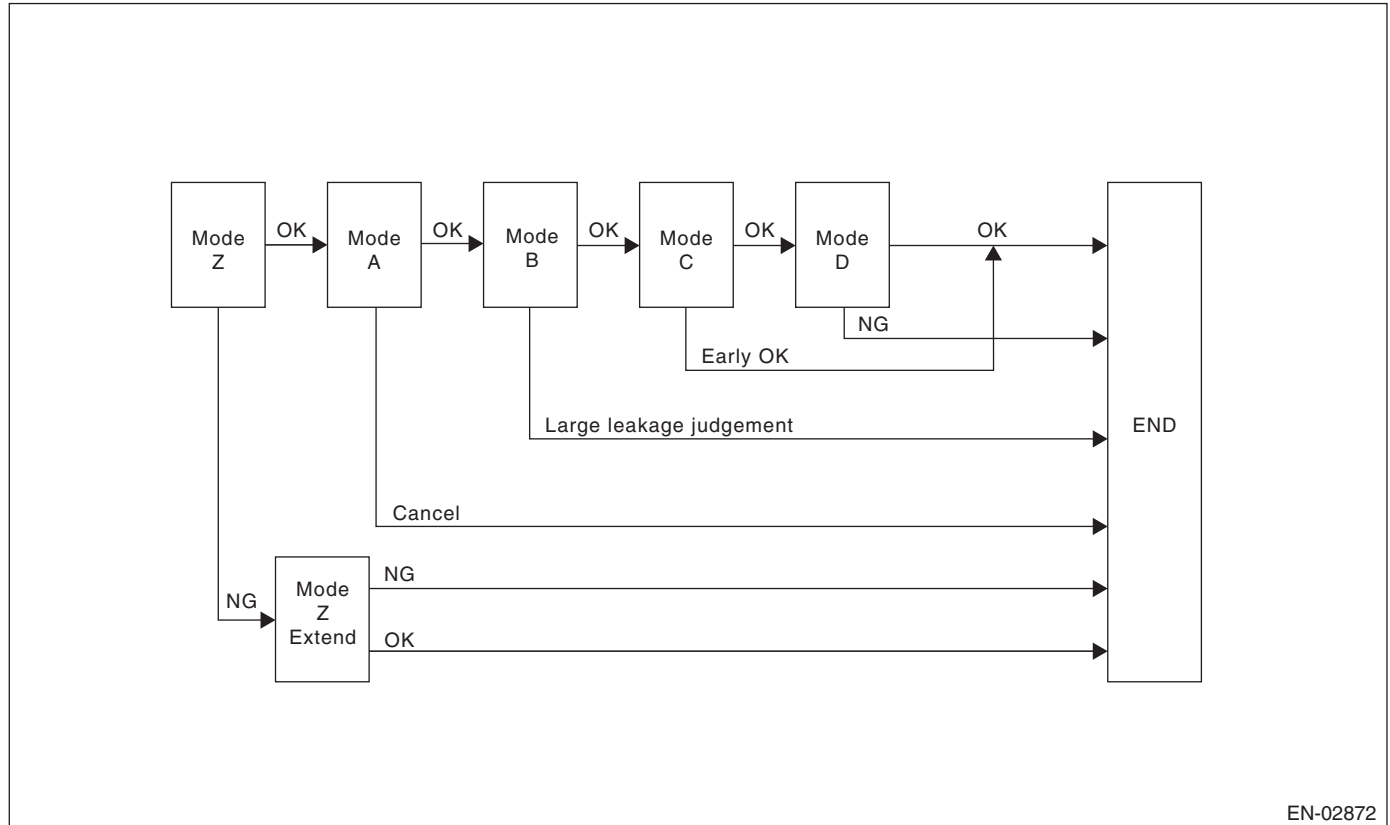 Mode
Z
OK
Mode
A
OK
Mode
B
OK
Mode
C
OK
Mode
D
OK
NG
Early OK
Large leakage judgement
END
Cancel
NG
Mode
Z
Extend
NG
OK
EN-02872